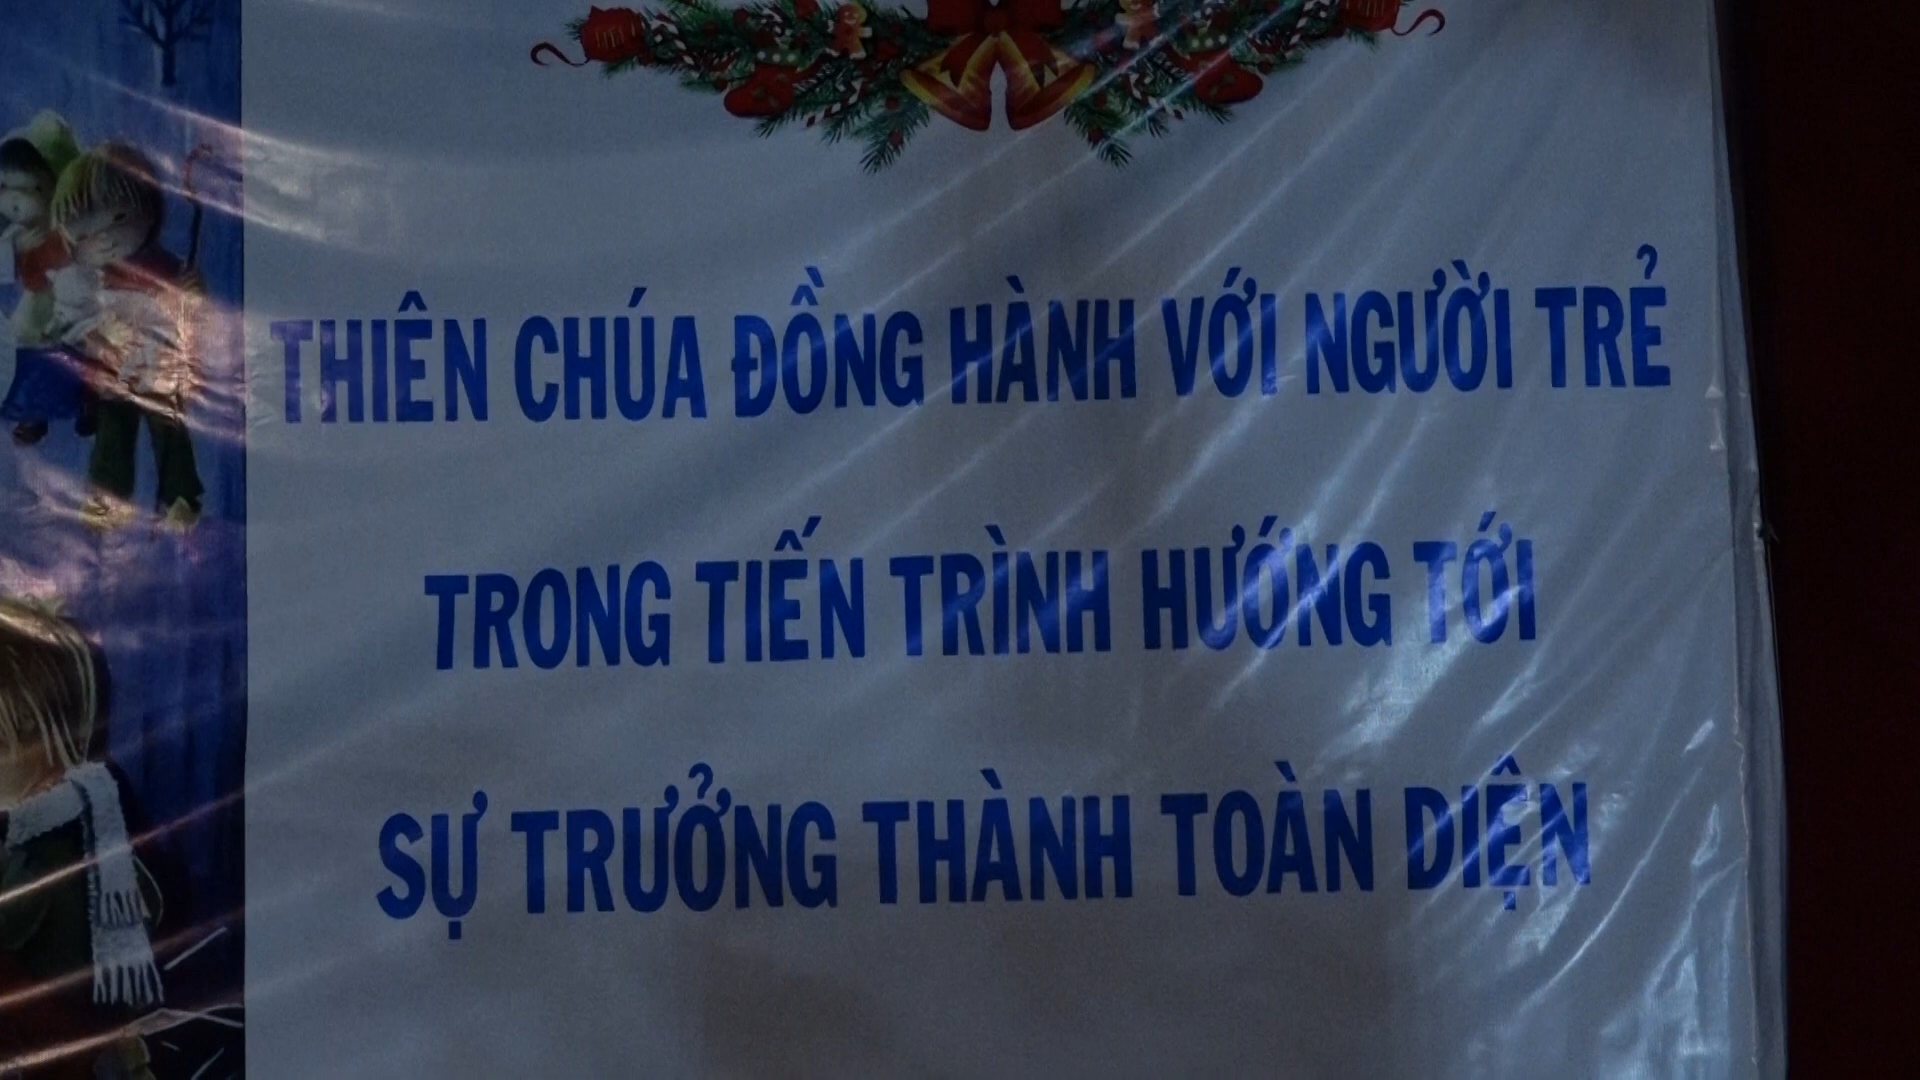 THIÊN CHÚA ĐỒNG HÀNH VỚI NGƯỜI TRẺ
TRONG TIẾN TRÌNH HƯỚNG TỚI
SỰ TRƯỞNG THÀNH TOÀN DIỆN